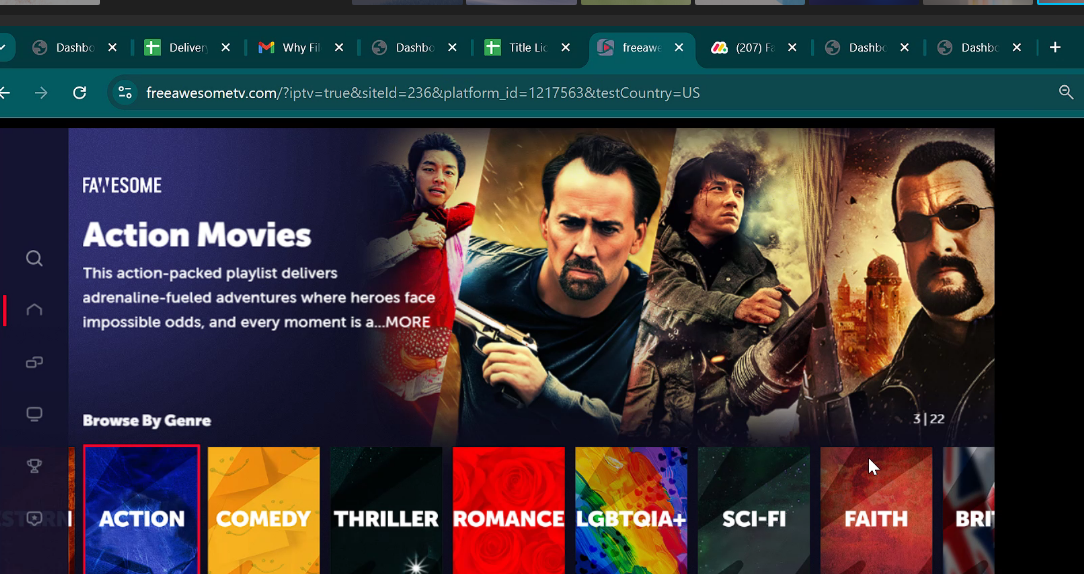 Dashbo
Delivery
Why Fil
Dashbo
Title Lic
freeawe
(207) Fa
Dashbo
Dashbo
freeawesometv.com/?iptv=true&siteId=236&platform_id=1217563&testCountry=US
FAWESOME
Action Movies
This action-packed playlist delivers
adrenaline-fueled adventures where heroes face
impossible odds, and every moment is a...MORE
Browse By Genre
3 | 22
STERN
ACTION
COMEDY
THRILLER
ROMANCE
LGBTQIA+
SCI-FI
FAITH
BRI